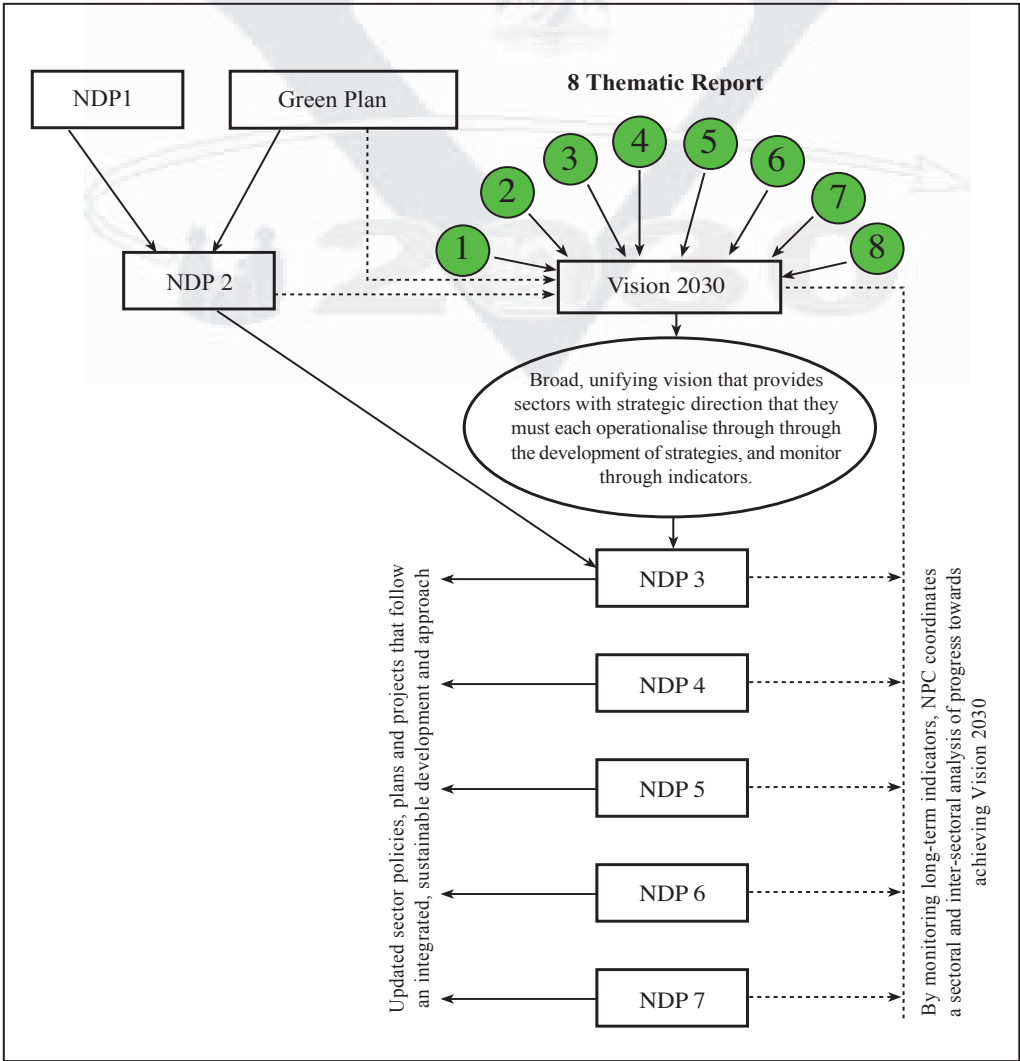 8 Thematic Report
NDP1
Green Plan
1
2
3
4
5
6
7
8
NDP 2
Vision 2030
Broad, unifying vision that provides
sectors with strategic direction that they
must each operationalise through through
the development of strategies, and monitor
through indicators.
NDP 3
NDP 4
NDP 5
NDP 6
NDP 7
Updated sector policies, plans and projects that follow
an integrated, sustainable development and approach
By monitoring long-term indicators, NPC coordinates
a sectoral and inter-sectoral analysis of progress towards
achieving Vision 2030
2030